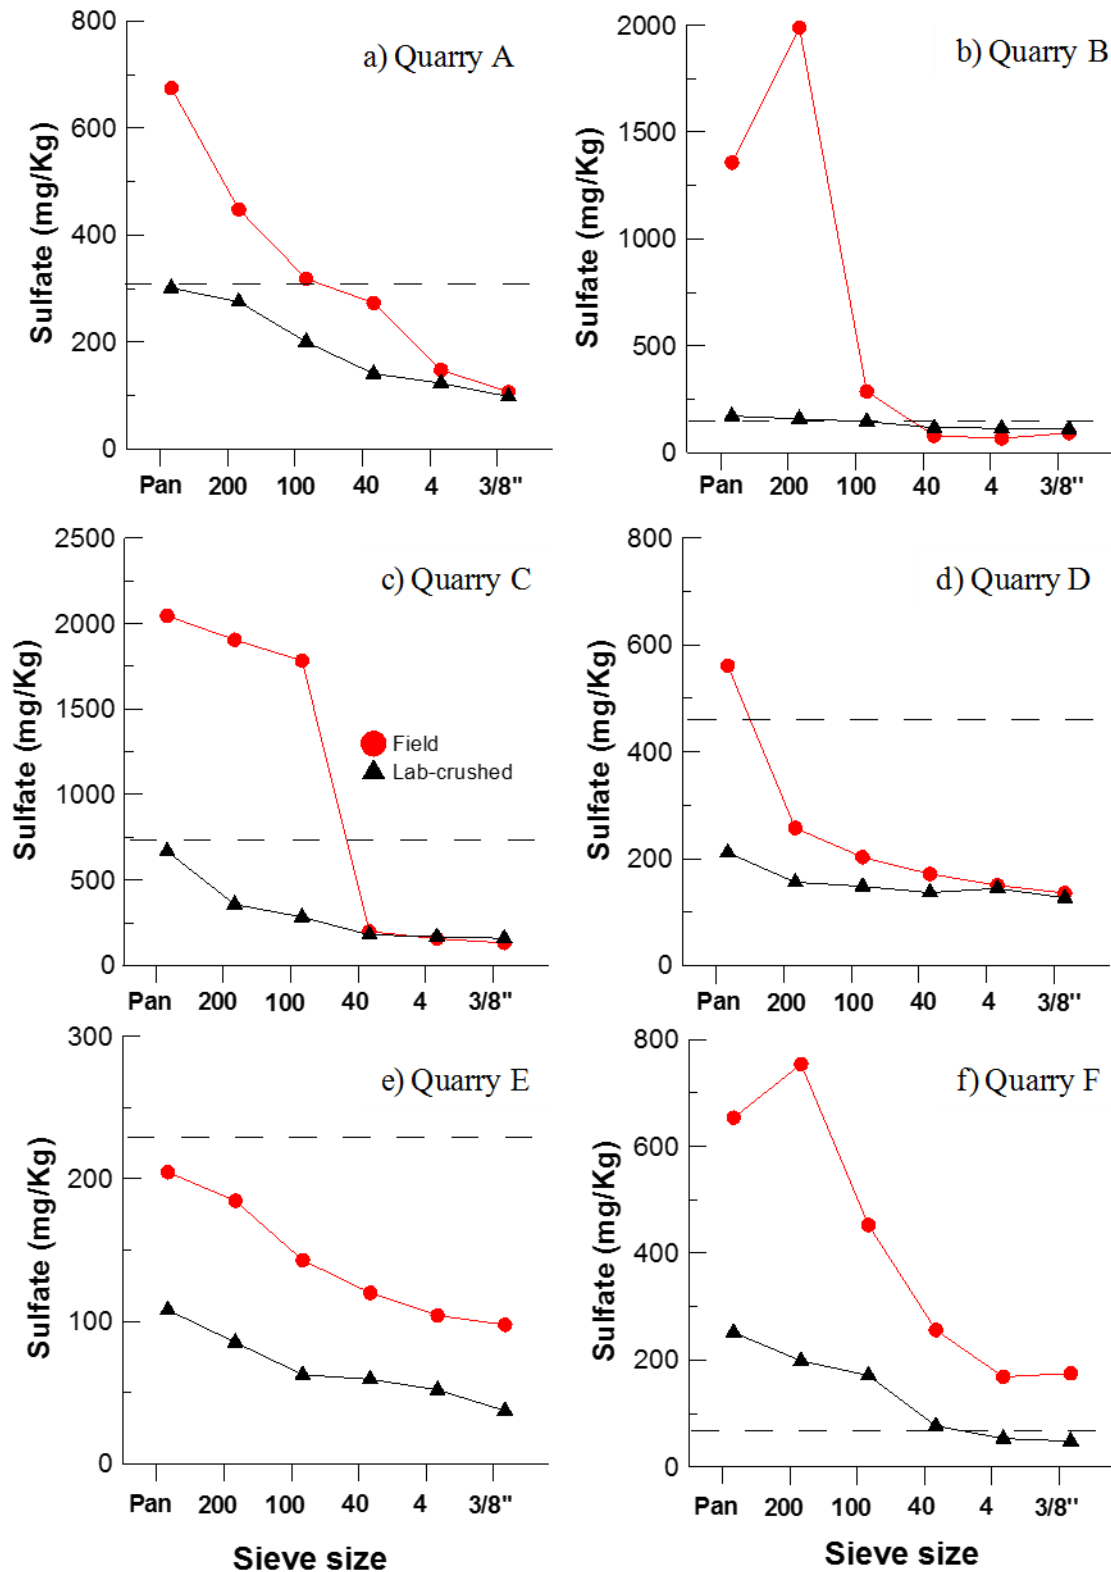 a) Quarry A
Sulfate (mg/Kg)
800
600
400
200
0
Pan 200 100 40 4 3/8"
b) Quarry B
Sulfate (mg/Kg)
2000
1500
1000
500
0
Pan 200 100 40 4 3/8"
c) Quarry C
Sulfate (mg/Kg)
2500
2000
1500
1000
500
0
Field
Lab-crushed
Pan 200 100 40 4 3/8"
d) Quarry D
Sulfate (mg/Kg)
800
600
400
200
0
Pan 200 100 40 4 3/8"
e) Quarry E
Sulfate (mg/Kg)
300
200
100
0
Pan 200 100 40 4 3/8"
Sieve size
f) Quarry F
Sulfate (mg/Kg)
800
600
400
200
0
Pan 200 100 40 4 3/8"
Sieve size